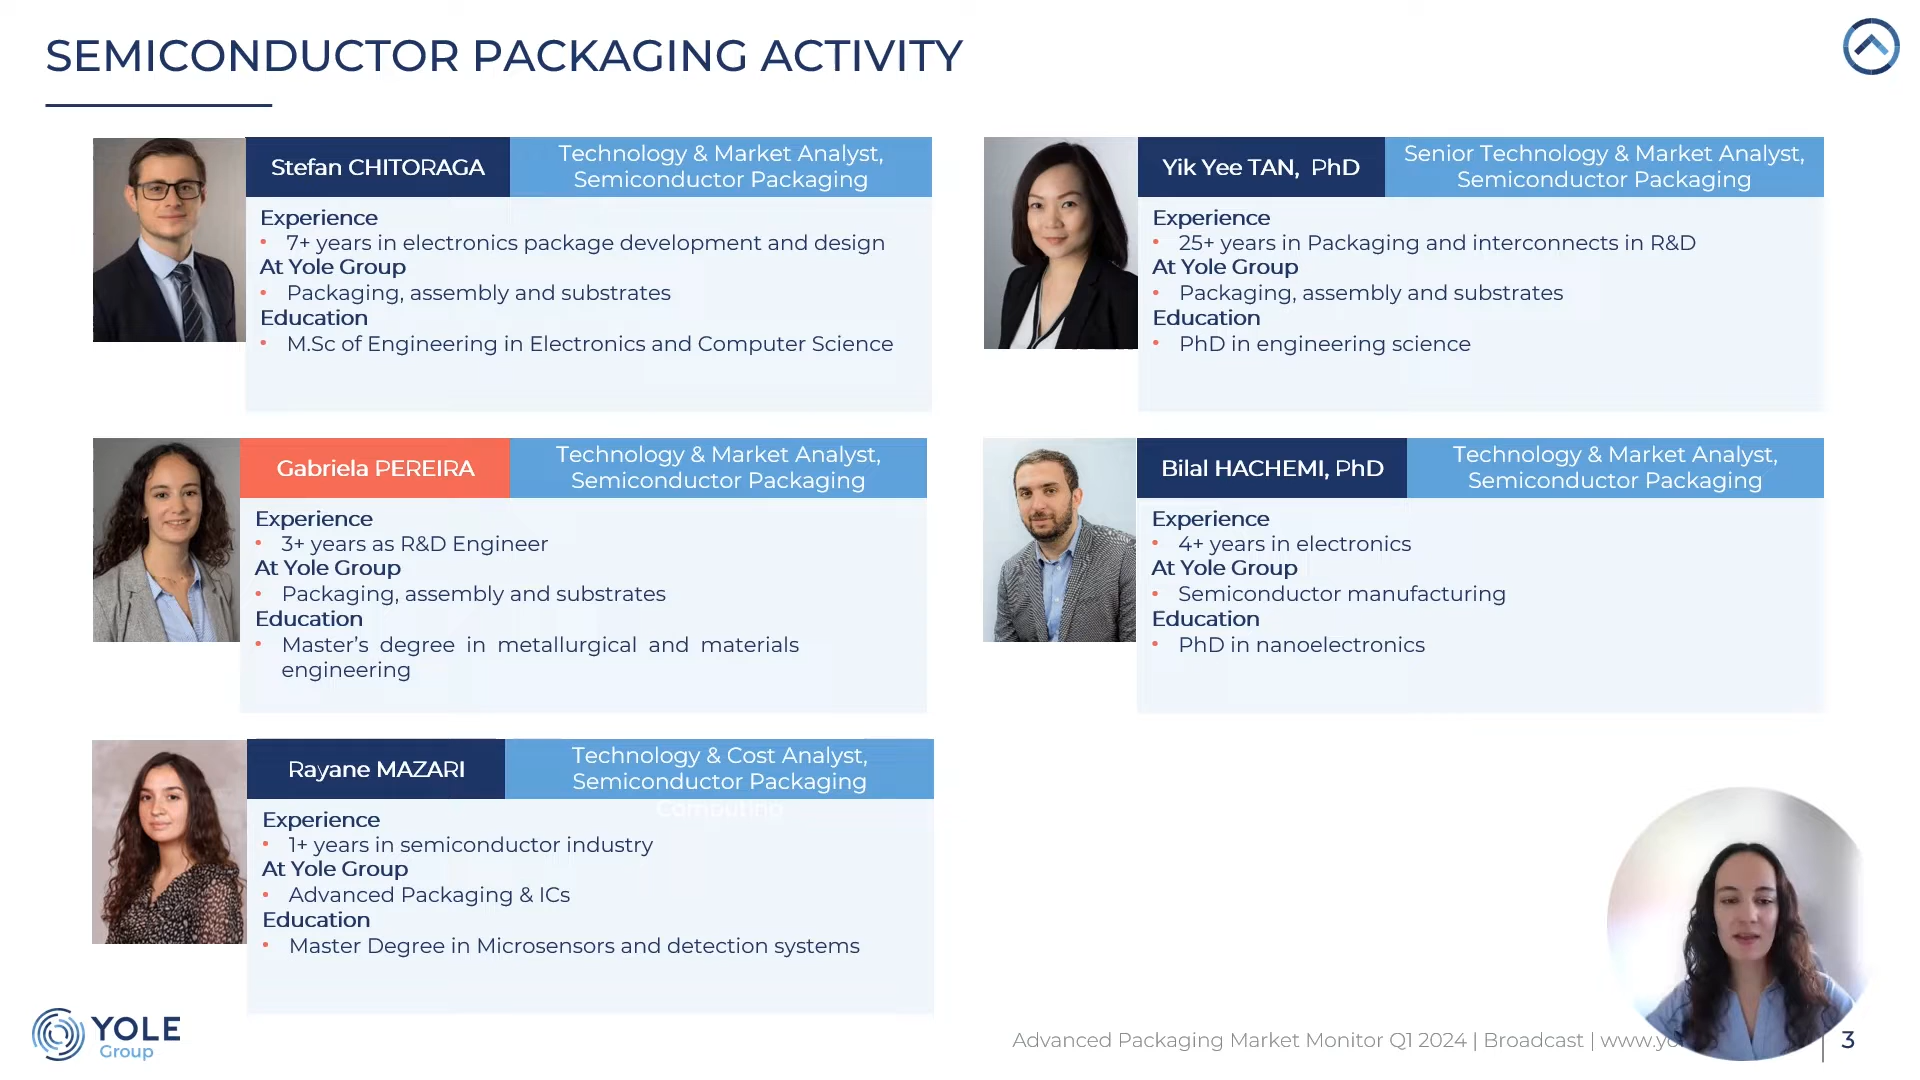 SEMICONDUCTOR PACKAGING ACTIVITY
Stefan CHITORAGA
Technology & Market Analyst,
Semiconductor Packaging
Experience
• 7+ years in electronics package development and design
At Yole Group
• Packaging, assembly and substrates
Education
• M.Sc of Engineering in Electronics and Computer Science
Yik Yee TAN, PhD
Senior Technology & Market Analyst,
Semiconductor Packaging
Experience
• 25+ years in Packaging and interconnects in R&D
At Yole Group
• Packaging, assembly and substrates
Education
• PhD in engineering science
Gabriela PEREIRA
Technology & Market Analyst,
Semiconductor Packaging
Experience
• 3+ years as R&D Engineer
At Yole Group
• Packaging, assembly and substrates
Education
• Master's degree in metallurgical and materials
engineering
Bilal HACHEMI, PhD
Technology & Market Analyst,
Semiconductor Packaging
Experience
• 4+ years in electronics
At Yole Group
• Semiconductor manufacturing
Education
• PhD in nanoelectronics
Rayane MAZARI
Technology & Cost Analyst,
Semiconductor Packaging
Computing
Experience
• 1+ years in semiconductor industry
At Yole Group
• Advanced Packaging & ICs
Education
• Master Degree in Microsensors and detection systems
YOLE
Group
Advanced Packaging Market Monitor Q1 2024 | Broadcast | www.yo
3